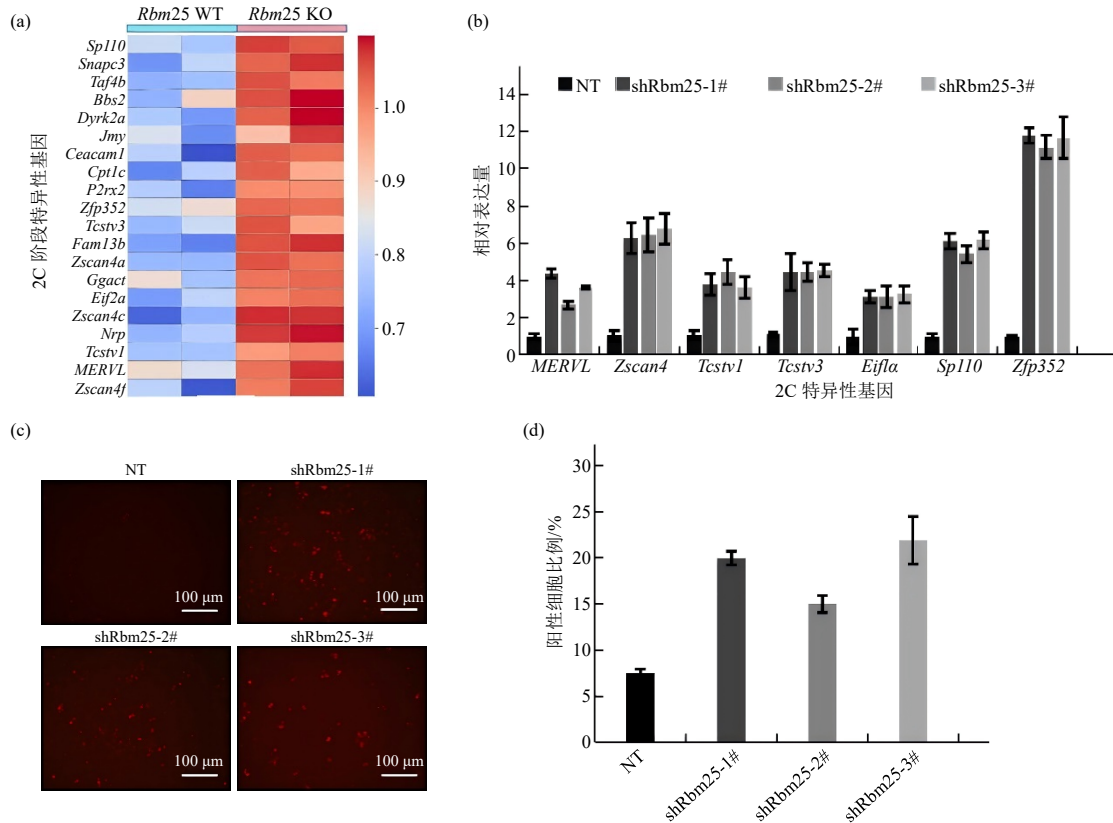 (a)
Rbm25 WT Rbm25 KO
2C 阶段特异性基因
Sp110
Snapc3
Taf4b
Bbs2
Dyrk2a
Jmy
Ceacam1
Cpt1c
P2rx2
Zfp352
Tcstv3
Fam13b
Zscan4a
Ggact
Eif2a
Zscan4c
Nrp
Tcstv1
MERVL
Zscan4f
1.0
0.9
0.8
0.7
(b)
NT shRbm25-1# shRbm25-2# shRbm25-3#
相对表达量
14
12
10
8
6
4
2
0
MERVL Zscan4 Tcstv1 Tcstv3 Eif1α Sp110 Zfp352
2C 特异性基因
(c)
NT shRbm25-1#
100 μm 100 μm
shRbm25-2# shRbm25-3#
100 μm 100 μm
(d)
阳性细胞比例/%
30
25
20
15
10
5
0
NT shRbm25-1# shRbm25-2# shRbm25-3#